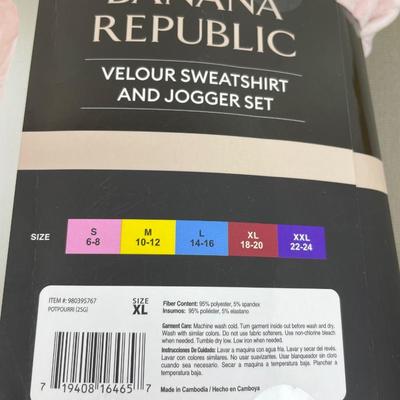 BANANA
REPUBLIC
VELOUR SWEATSHIRT
AND JOGGER SET
SIZE
S
6-8
M
10-12
L
14-16
XL
18-20
XXL
22-24
ITEM #: 980395767
POTPOURRI (25G)
SIZE
XL
7 19408 16465 7
Fiber Content: 95% polyester, 5% spandex
Insumos: 95% poliéster, 5% elastano
Garment Care: Machine wash cold. Turn garment inside out before wash and dry.
Wash with similar colors. Do not use fabric softeners. Use non-chlorine bleach
when needed. Tumble dry low. Low iron when needed.
Instrucciones De Cuidado: Lavar a maquina con agua fria. Lavar y secar del revés.
Lavar con colores similares. No usar suavizantes. Usar blanqueador sin cloro
cuando sea necesario. Secar a maquina a temperatura baja. Planchar a
temperatura baja.
Made in Cambodia / Hecho en Camboya